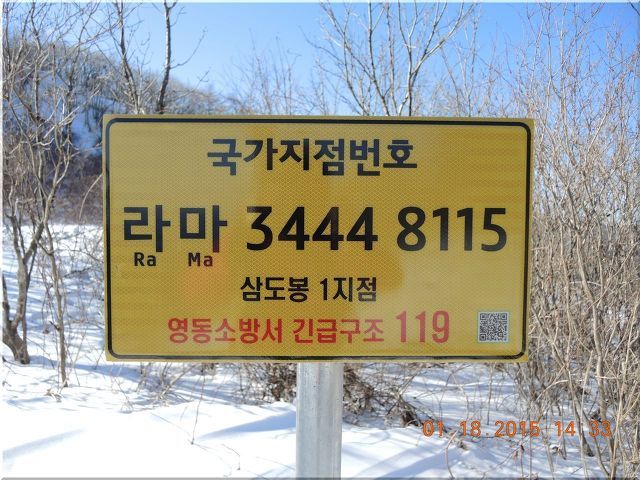 국가지점번호
라마 3444 8115
Ra Ma
삼도봉 1지점
영동소방서 긴급구조 119
01 18 2015 14 33